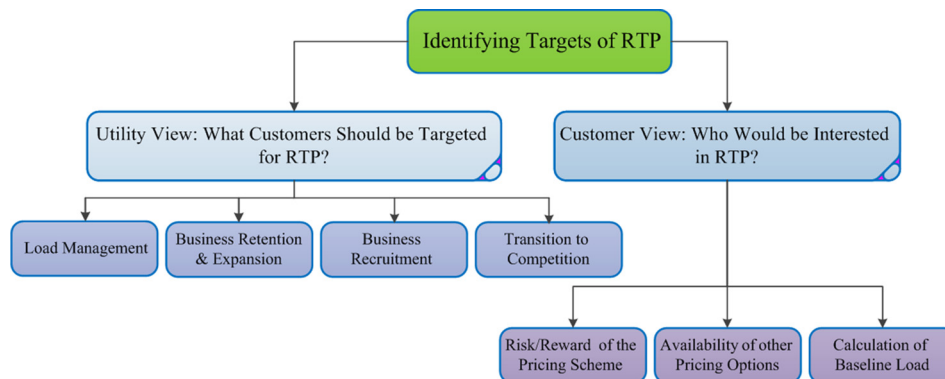 Identifying Targets of RTP
Utility View: What Customers Should be Targeted
for RTP?
Customer View: Who Would be Interested
in RTP?
Load Management
Business Retention
& Expansion
Business
Recruitment
Transition to
Competition
Risk/Reward of the
Pricing Scheme
Availability of other
Pricing Options
Calculation of
Baseline Load